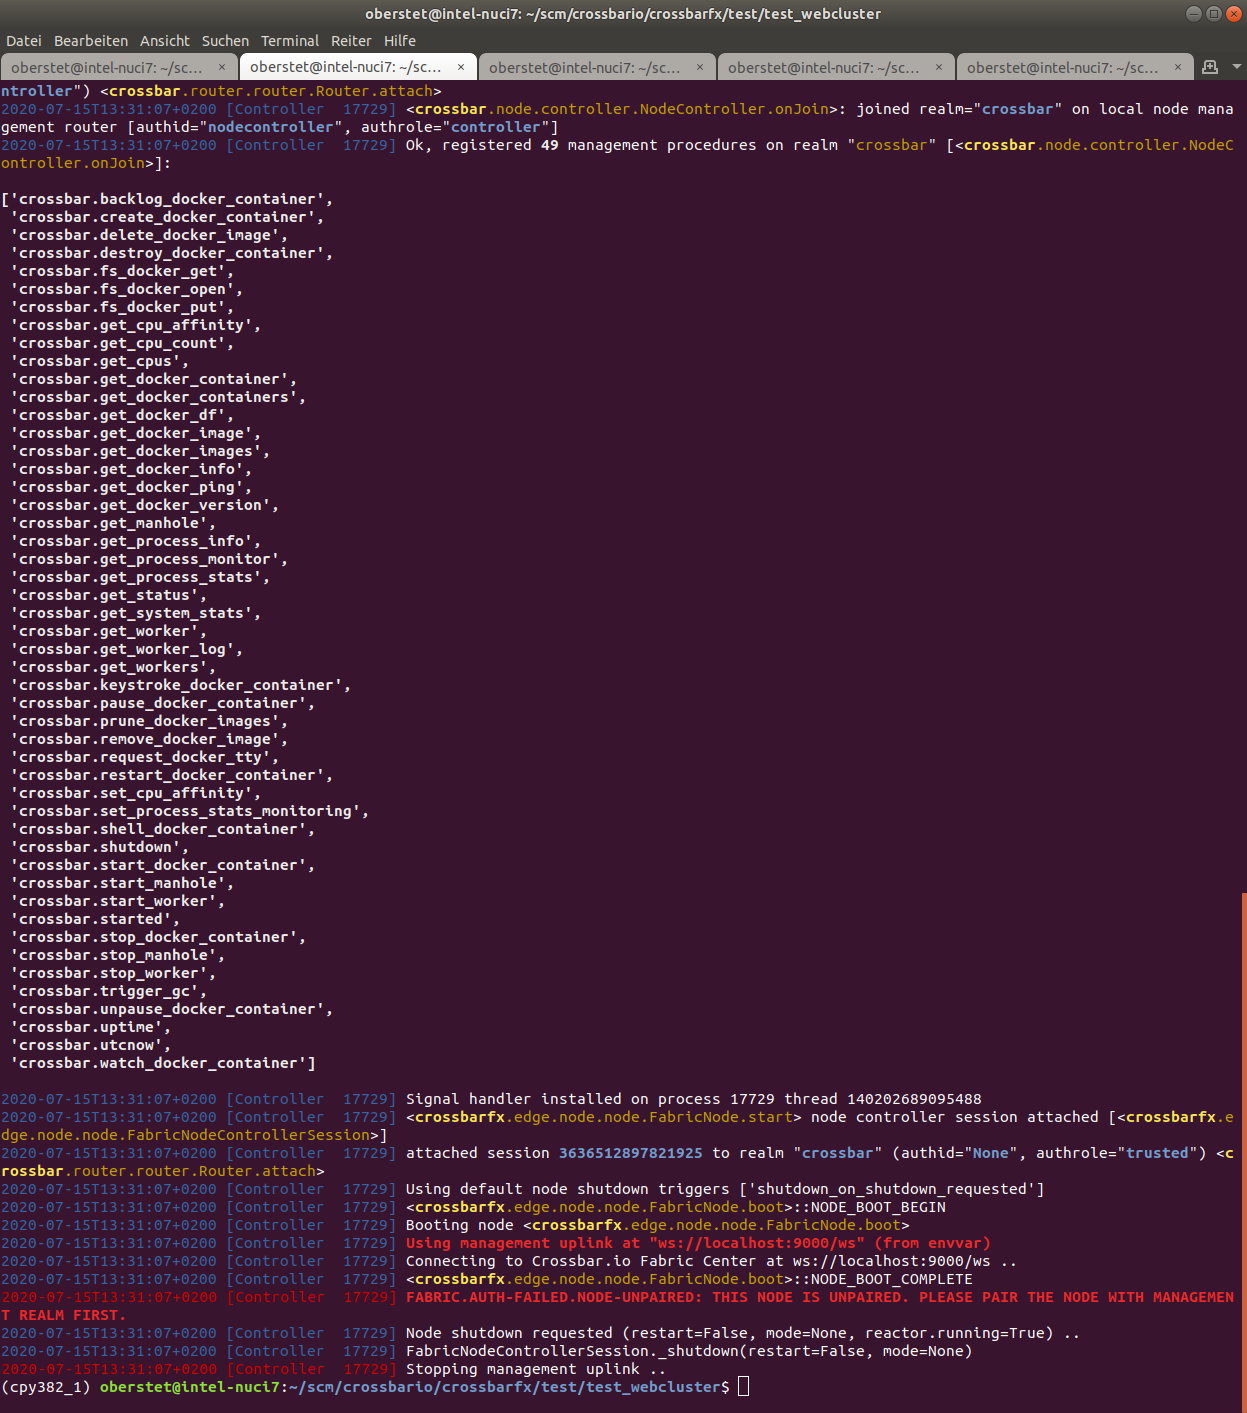 oberstet@intel-nuci7: ~/scm/crossbario/crossbarfx/test/test_webcluster
Datei Bearbeiten Ansicht Suchen Terminal Reiter Hilfe
oberstet@intel-nuci7: ~/sc… × oberstet@intel-nuci7: ~/sc… × oberstet@intel-nuci7: ~/sc… × oberstet@intel-nuci7: ~/sc… × oberstet@intel-nuci7: ~/sc… ×
ntroller") <crossbar.router.router.Router.attach>
2020-07-15T13:31:07+0200 [Controller  17729] <crossbar.node.controller.NodeController.onJoin>: joined realm="crossbar" on local node mana
gement router [authid="nodecontroller", authrole="controller"]
2020-07-15T13:31:07+0200 [Controller  17729] Ok, registered 49 management procedures on realm "crossbar" [<crossbar.node.controller.NodeC
ontroller.onJoin>]:
['crossbar.backlog_docker_container',
 'crossbar.create_docker_container',
 'crossbar.delete_docker_image',
 'crossbar.destroy_docker_container',
 'crossbar.fs_docker_get',
 'crossbar.fs_docker_open',
 'crossbar.fs_docker_put',
 'crossbar.get_cpu_affinity',
 'crossbar.get_cpu_count',
 'crossbar.get_cpus',
 'crossbar.get_docker_container',
 'crossbar.get_docker_containers',
 'crossbar.get_docker_df',
 'crossbar.get_docker_image',
 'crossbar.get_docker_images',
 'crossbar.get_docker_info',
 'crossbar.get_docker_ping',
 'crossbar.get_docker_version',
 'crossbar.get_manhole',
 'crossbar.get_process_info',
 'crossbar.get_process_monitor',
 'crossbar.get_process_stats',
 'crossbar.get_status',
 'crossbar.get_system_stats',
 'crossbar.get_worker',
 'crossbar.get_worker_log',
 'crossbar.get_workers',
 'crossbar.keystroke_docker_container',
 'crossbar.pause_docker_container',
 'crossbar.prune_docker_images',
 'crossbar.remove_docker_image',
 'crossbar.request_docker_tty',
 'crossbar.restart_docker_container',
 'crossbar.set_cpu_affinity',
 'crossbar.set_process_stats_monitoring',
 'crossbar.shell_docker_container',
 'crossbar.shutdown',
 'crossbar.start_docker_container',
 'crossbar.start_manhole',
 'crossbar.start_worker',
 'crossbar.started',
 'crossbar.stop_docker_container',
 'crossbar.stop_manhole',
 'crossbar.stop_worker',
 'crossbar.trigger_gc',
 'crossbar.unpause_docker_container',
 'crossbar.uptime',
 'crossbar.utcnow',
 'crossbar.watch_docker_container']
2020-07-15T13:31:07+0200 [Controller  17729] Signal handler installed on process 17729 thread 140202689095488
2020-07-15T13:31:07+0200 [Controller  17729] <crossbarfx.edge.node.node.FabricNode.start> node controller session attached [<crossbarfx.e
dge.node.node.FabricNodeControllerSession>]
2020-07-15T13:31:07+0200 [Controller  17729] attached session 3636512897821925 to realm "crossbar" (authid="None", authrole="trusted") <c
rossbar.router.router.Router.attach>
2020-07-15T13:31:07+0200 [Controller  17729] Using default node shutdown triggers ['shutdown_on_shutdown_requested']
2020-07-15T13:31:07+0200 [Controller  17729] <crossbarfx.edge.node.node.FabricNode.boot>::NODE_BOOT_BEGIN
2020-07-15T13:31:07+0200 [Controller  17729] Booting node <crossbarfx.edge.node.node.FabricNode.boot>
2020-07-15T13:31:07+0200 [Controller  17729] Using management uplink at "ws://localhost:9000/ws" (from envvar)
2020-07-15T13:31:07+0200 [Controller  17729] Connecting to Crossbar.io Fabric Center at ws://localhost:9000/ws ..
2020-07-15T13:31:07+0200 [Controller  17729] <crossbarfx.edge.node.node.FabricNode.boot>::NODE_BOOT_COMPLETE
2020-07-15T13:31:07+0200 [Controller  17729] FABRIC.AUTH-FAILED.NODE-UNPAIRED: THIS NODE IS UNPAIRED. PLEASE PAIR THE NODE WITH MANAGEMEN
T REALM FIRST.
2020-07-15T13:31:07+0200 [Controller  17729] Node shutdown requested (restart=False, mode=None, reactor.running=True) ..
2020-07-15T13:31:07+0200 [Controller  17729] FabricNodeControllerSession._shutdown(restart=False, mode=None)
2020-07-15T13:31:07+0200 [Controller  17729] Stopping management uplink ..
(cpy382_1) oberstet@intel-nuci7:~/scm/crossbario/crossbarfx/test/test_webcluster$